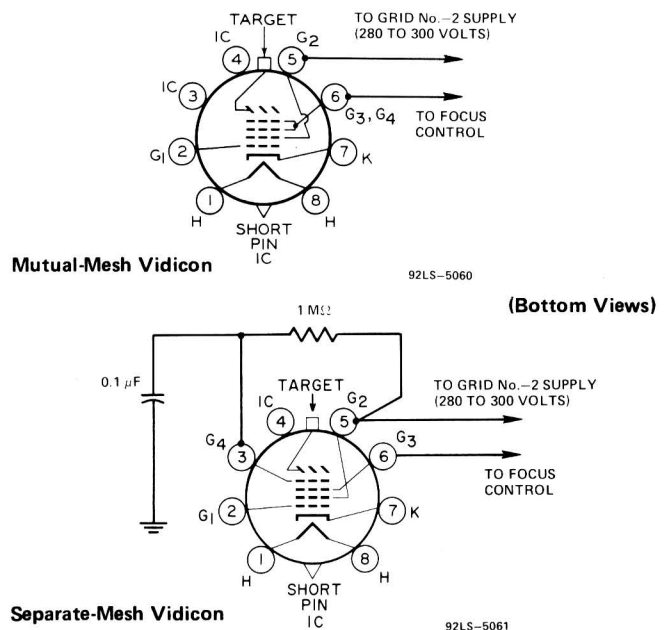 TARGET
IC
G2
TO GRID No.–2 SUPPLY
(280 TO 300 VOLTS)
4
5
IC
3
6
G3, G4
TO FOCUS
CONTROL
G1
2
7
K
1
8
H
H
SHORT
PIN
IC
Mutual-Mesh Vidicon
92LS–5060
(Bottom Views)
1 MΩ
0.1 μF
TARGET
IC
G2
TO GRID No.–2 SUPPLY
(280 TO 300 VOLTS)
4
5
G4
3
6
G3
TO FOCUS
CONTROL
G1
2
7
K
1
8
H
H
SHORT
PIN
IC
Separate-Mesh Vidicon
92LS–5061